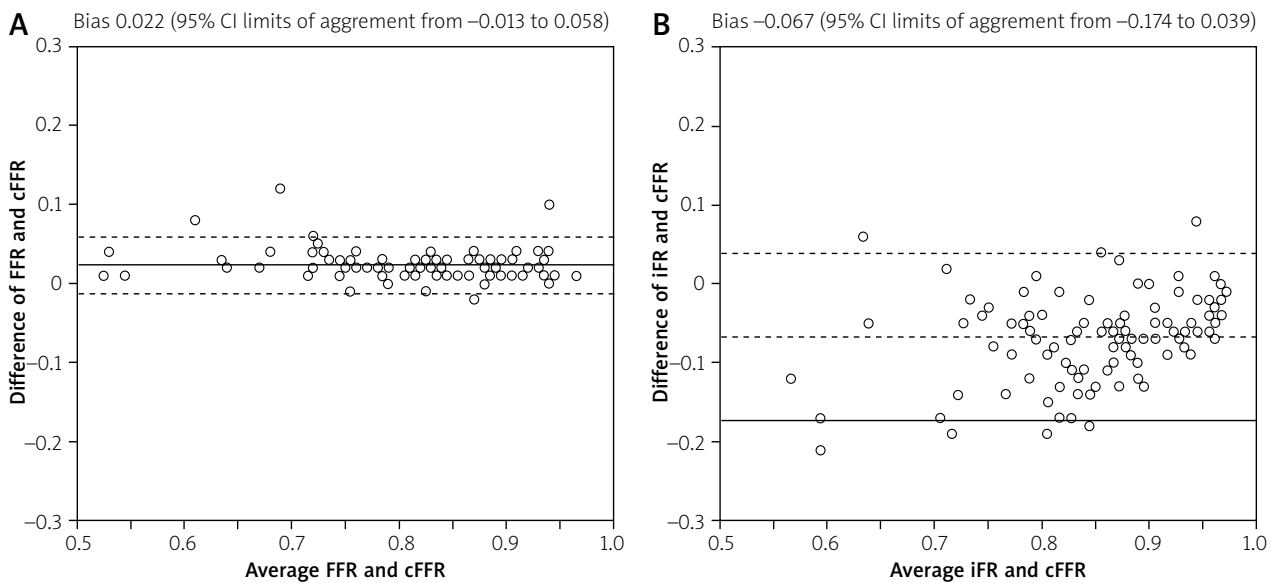 A
Bias 0.022 (95% CI limits of aggrement from –0.013 to 0.058)
0.3
0.2
0.1
0
–0.1
–0.2
–0.3
Difference of FFR and cFFR
0.5 0.6 0.7 0.8 0.9 1.0
Average FFR and cFFR
B
Bias –0.067 (95% CI limits of aggrement from –0.174 to 0.039)
0.3
0.2
0.1
0
–0.1
–0.2
–0.3
Difference of iFR and cFFR
0.5 0.6 0.7 0.8 0.9 1.0
Average iFR and cFFR